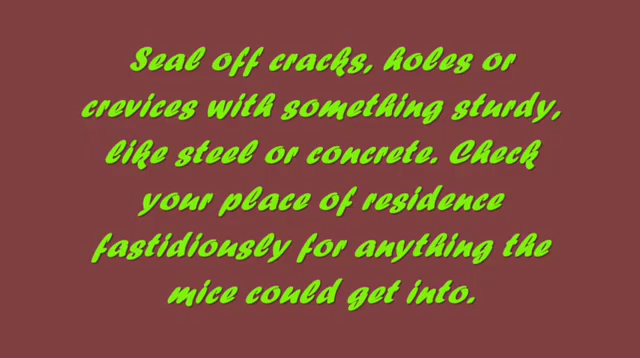 Seal off cracks, holes or
crevices with something sturdy,
like steel or concrete. Check
your place of residence
fastidiously for anything the
mice could get into.